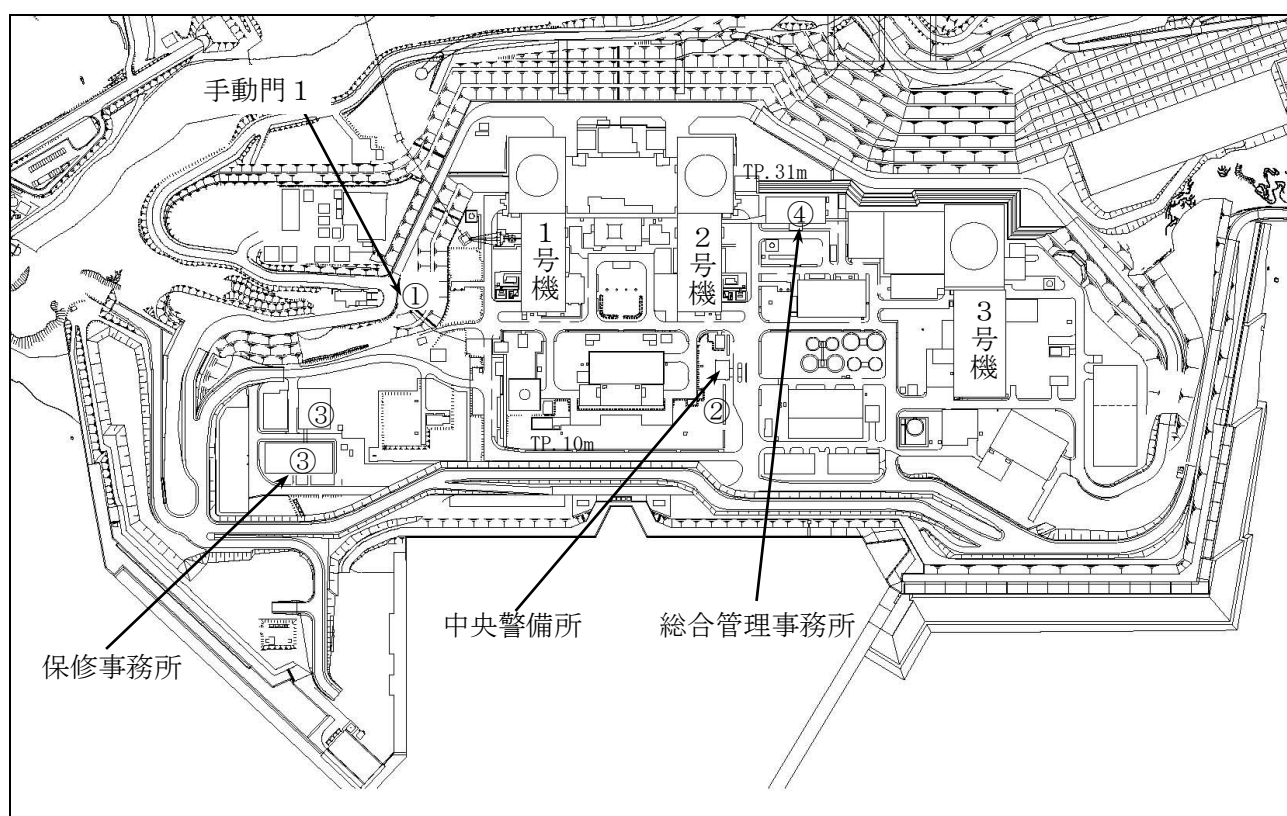 手動門１
TP.31m
④
１号機
２号機
①
３号機
③
②
TP.10m
③
中央警備所
総合管理事務所
保修事務所